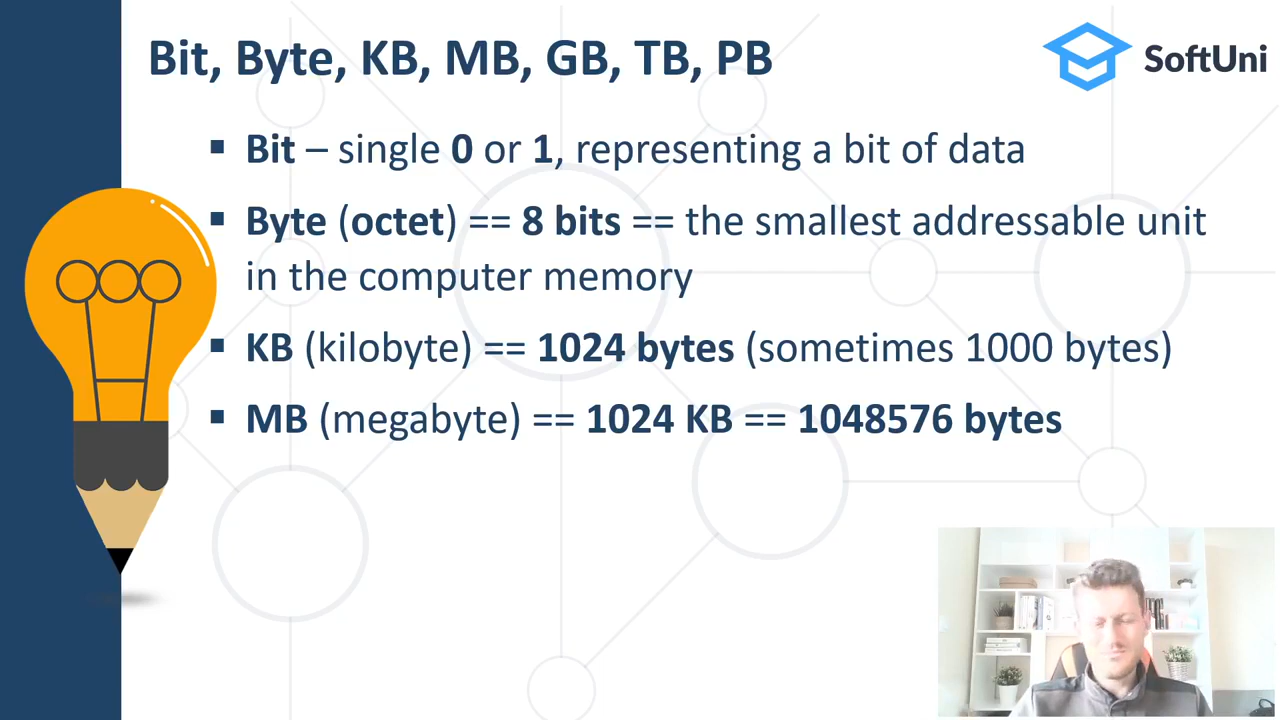 Bit, Byte, KB, MB, GB, TB, PB
SoftUni
▪ Bit – single 0 or 1, representing a bit of data
▪ Byte (octet) == 8 bits == the smallest addressable unit
in the computer memory
▪ KB (kilobyte) == 1024 bytes (sometimes 1000 bytes)
▪ MB (megabyte) == 1024 KB == 1048576 bytes